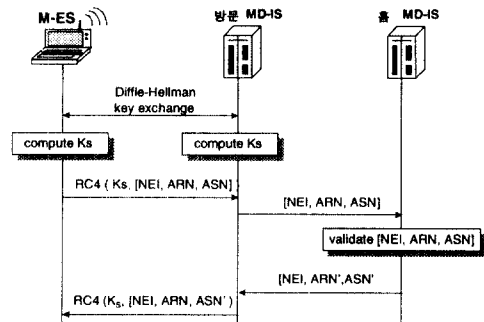 M-ES
방문 MD-IS
홈 MD-IS
Diffie-Hellman
key exchange
compute Ks
compute Ks
RC4 ( Ks, [NEI, ARN, ASN]
[NEI, ARN, ASN]
validate [NEI, ARN, ASN]
[NEI, ARN',ASN'
RC4 (Ks, [NEI, ARN, ASN' )